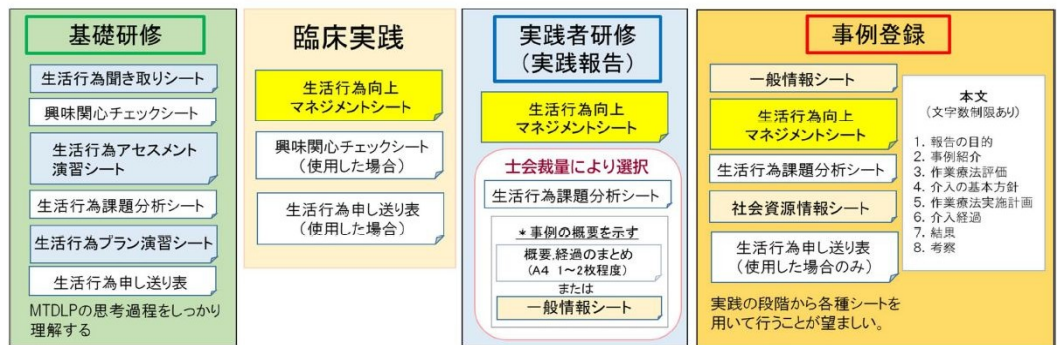 基礎研修
生活行為聞き取りシート
興味関心チェックシート
生活行為アセスメント
演習シート
生活行為課題分析シート
生活行為プラン演習シート
生活行為申し送り表
MTDLPの思考過程をしっかり
理解する
臨床実践
生活行為向上
マネジメントシート
興味関心チェックシート
(使用した場合)
生活行為申し送り表
(使用した場合)
実践者研修
(実践報告)
生活行為向上
マネジメントシート
士会裁量により選択
生活行為課題分析シート
*事例の概要を示す
概要.経過のまとめ
(A4 1~2枚程度)
または
一般情報シート
事例登録
一般情報シート
生活行為向上
マネジメントシート
生活行為課題分析シート
社会資源情報シート
生活行為申し送り表
(使用した場合のみ)
実践の段階から各種シートを
用いて行うことが望ましい。
本文
(文字数制限あり)
1. 報告の目的
2. 事例紹介
3. 作業療法評価
4. 介入の基本方針
5. 作業療法実施計画
6. 介入経過
7. 結果
8. 考察